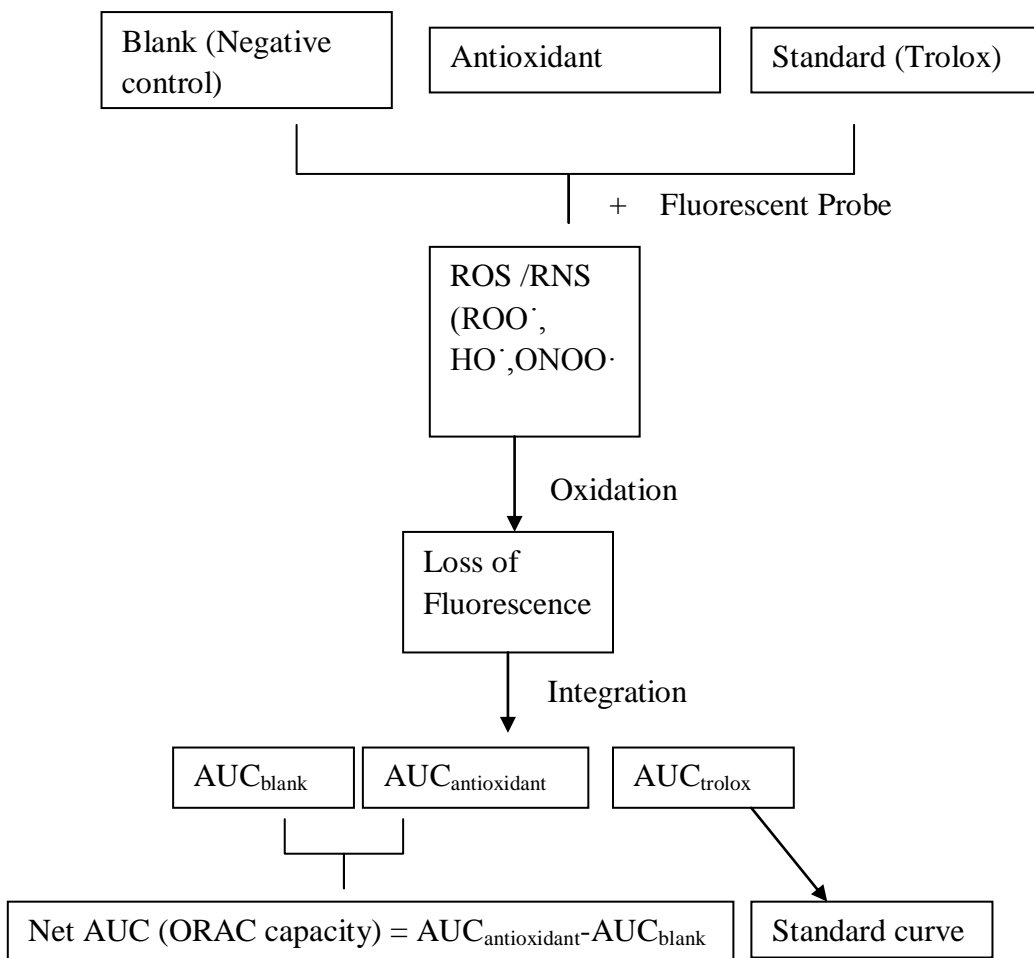 Blank (Negative
control)
Antioxidant
Standard (Trolox)
+ Fluorescent Probe
ROS /RNS
(ROO˙,
HO˙,ONOO·
Oxidation
Loss of
Fluorescence
Integration
AUCblank
AUCantioxidant
AUCtrolox
Net AUC (ORAC capacity) = AUCantioxidant-AUCblank
Standard curve